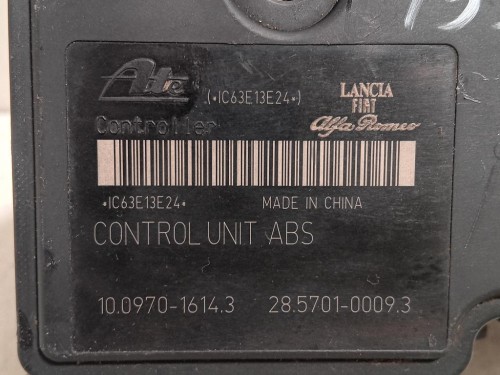 Ate
(•IC63E13E24•)
LANCIA
FIAT
Alfa Romeo
Controller
•IC63E13E24•
MADE IN CHINA
CONTROL UNIT ABS
10.0970-1614.3
28.5701-0009.3